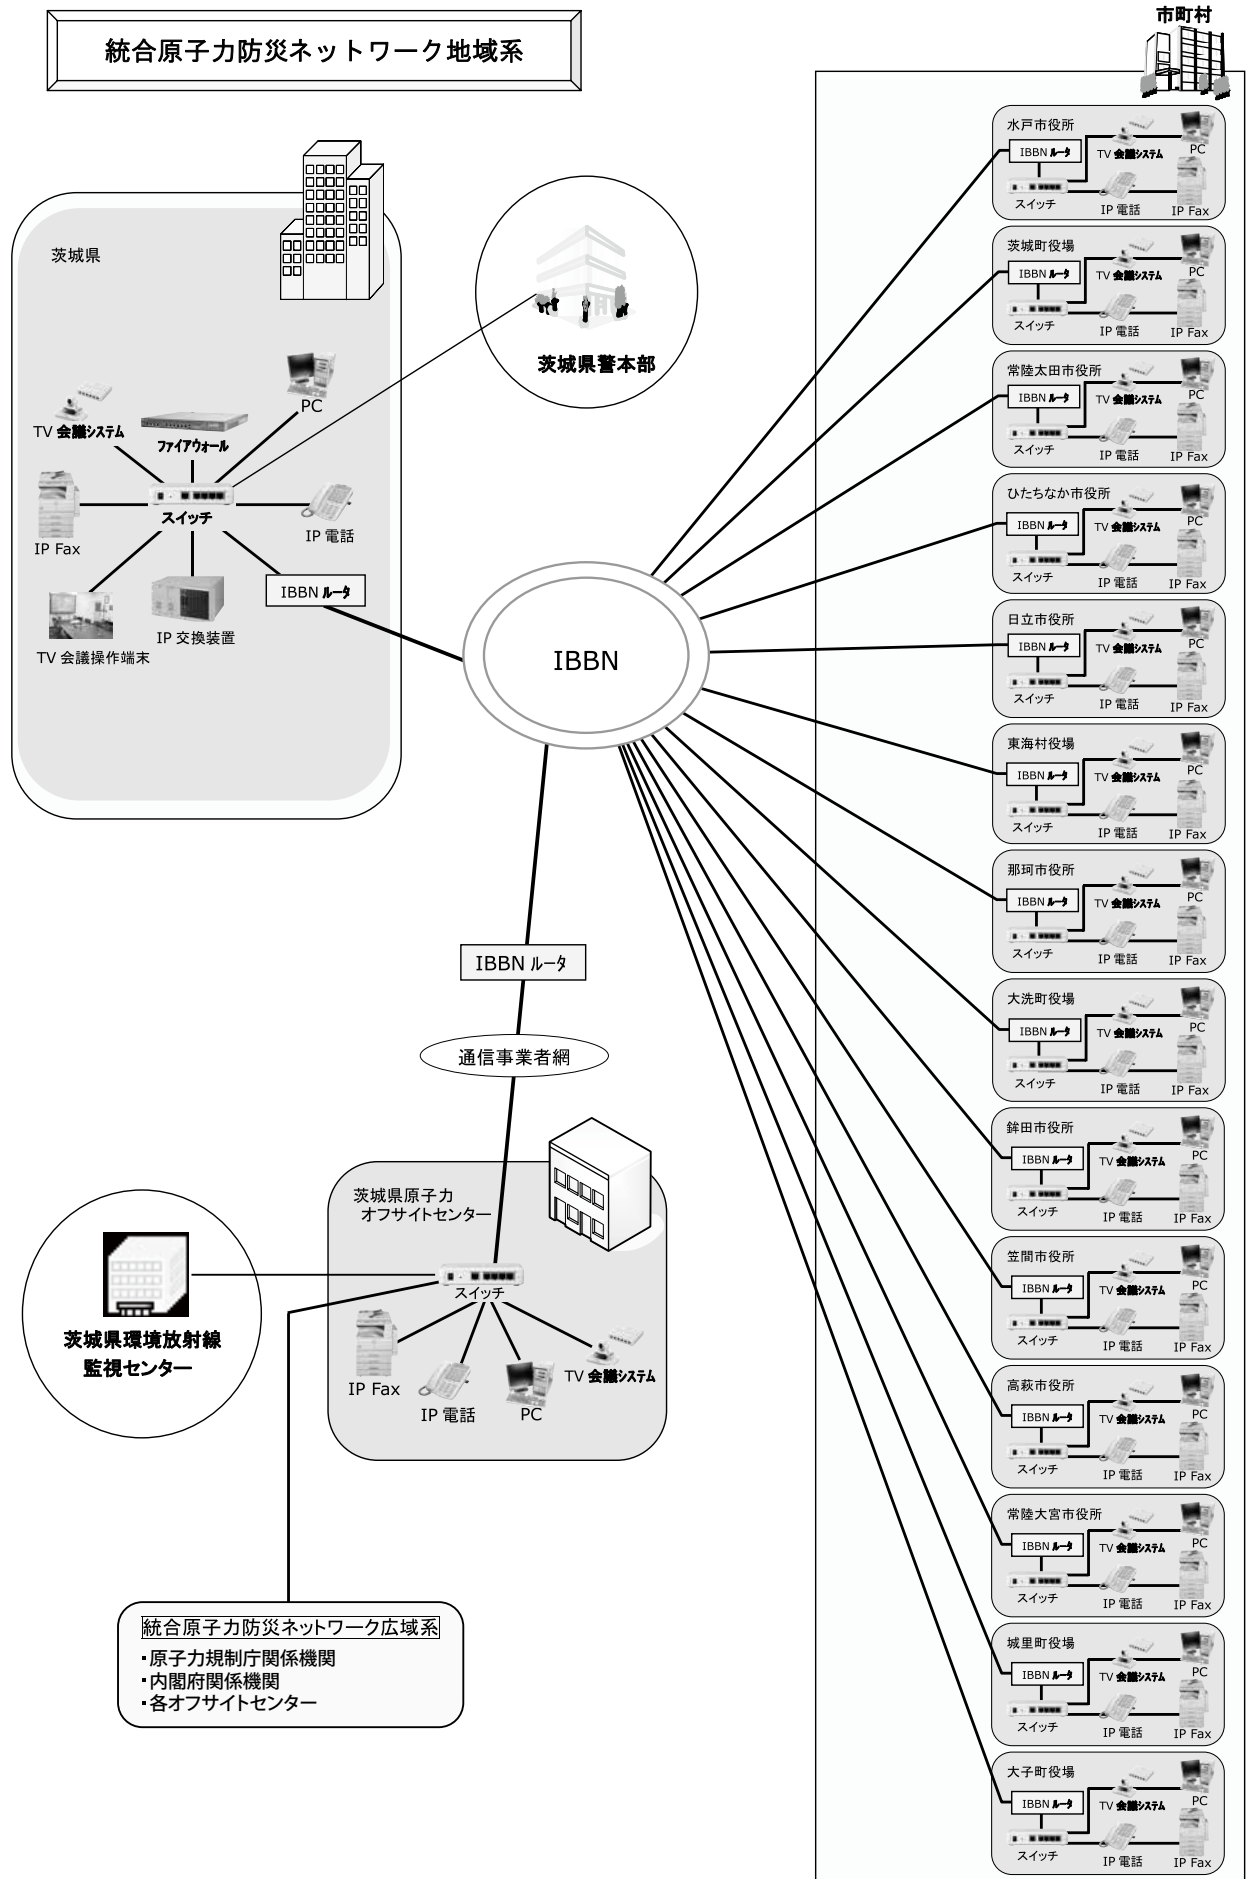 統合原子力防災ネットワーク地域系
市町村
茨城県
PC
TV 会議システム
ファイアウォール
スイッチ
IP Fax
IP 電話
IBBN ルータ
IP 交換装置
TV 会議操作端末
茨城県警本部
IBBN
IBBN ルータ
通信事業者網
茨城県原子力
オフサイトセンター
スイッチ
IP Fax
IP 電話
PC
TV 会議システム
茨城県環境放射線
監視センター
統合原子力防災ネットワーク広域系
・原子力規制庁関係機関
・内閣府関係機関
・各オフサイトセンター
水戸市役所
IBBN ルータ
TV 会議システム
PC
スイッチ
IP 電話
IP Fax
茨城町役場
IBBN ルータ
TV 会議システム
PC
スイッチ
IP 電話
IP Fax
常陸太田市役所
IBBN ルータ
TV 会議システム
PC
スイッチ
IP 電話
IP Fax
ひたちなか市役所
IBBN ルータ
TV 会議システム
PC
スイッチ
IP 電話
IP Fax
日立市役所
IBBN ルータ
TV 会議システム
PC
スイッチ
IP 電話
IP Fax
東海村役場
IBBN ルータ
TV 会議システム
PC
スイッチ
IP 電話
IP Fax
那珂市役所
IBBN ルータ
TV 会議システム
PC
スイッチ
IP 電話
IP Fax
大洗町役場
IBBN ルータ
TV 会議システム
PC
スイッチ
IP 電話
IP Fax
鉾田市役所
IBBN ルータ
TV 会議システム
PC
スイッチ
IP 電話
IP Fax
笠間市役所
IBBN ルータ
TV 会議システム
PC
スイッチ
IP 電話
IP Fax
高萩市役所
IBBN ルータ
TV 会議システム
PC
スイッチ
IP 電話
IP Fax
常陸大宮市役所
IBBN ルータ
TV 会議システム
PC
スイッチ
IP 電話
IP Fax
城里町役場
IBBN ルータ
TV 会議システム
PC
スイッチ
IP 電話
IP Fax
大子町役場
IBBN ルータ
TV 会議システム
PC
スイッチ
IP 電話
IP Fax